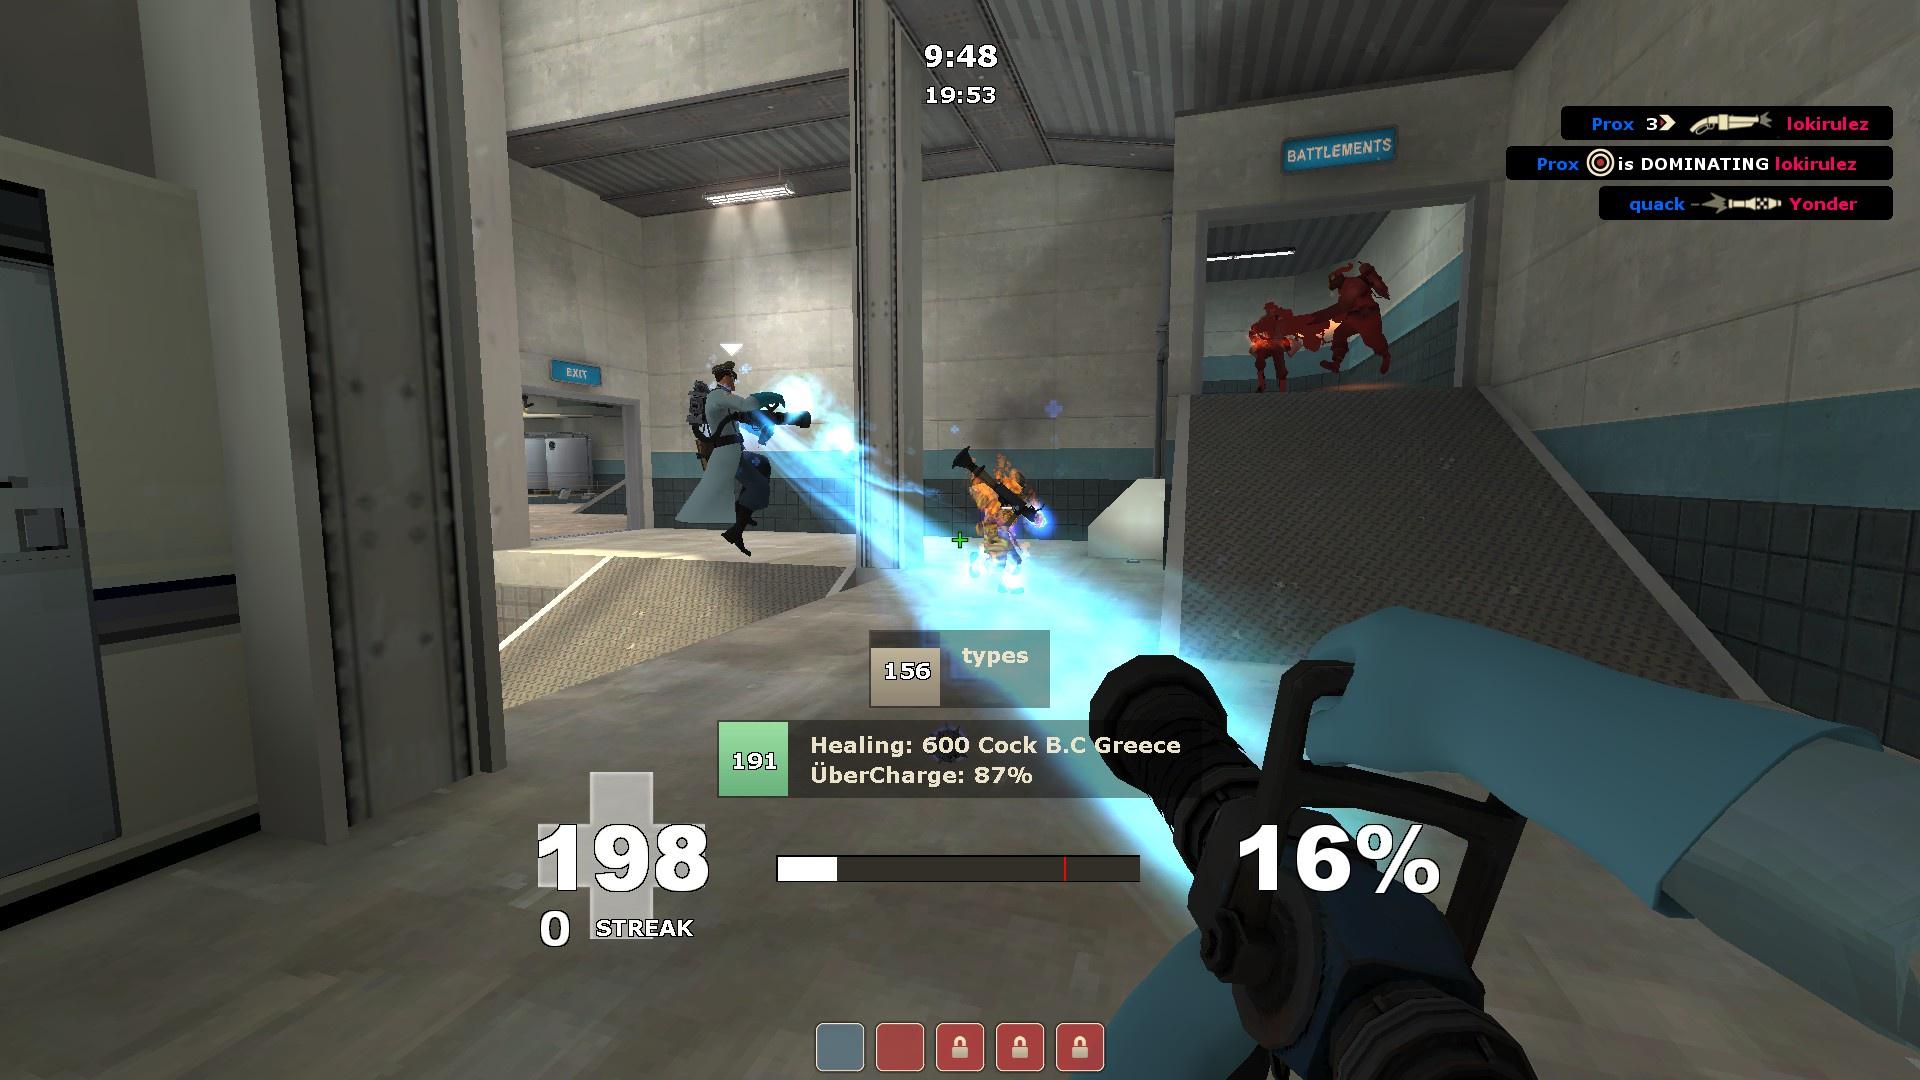 9:48
19:53
Prox 3 lokirulez
Prox is DOMINATING lokirulez
quack Yonder
BATTLEMENTS
EXIT
156 types
191 Healing: 600 Cock B.C Greece
ÜberCharge: 87%
198
16%
0 STREAK